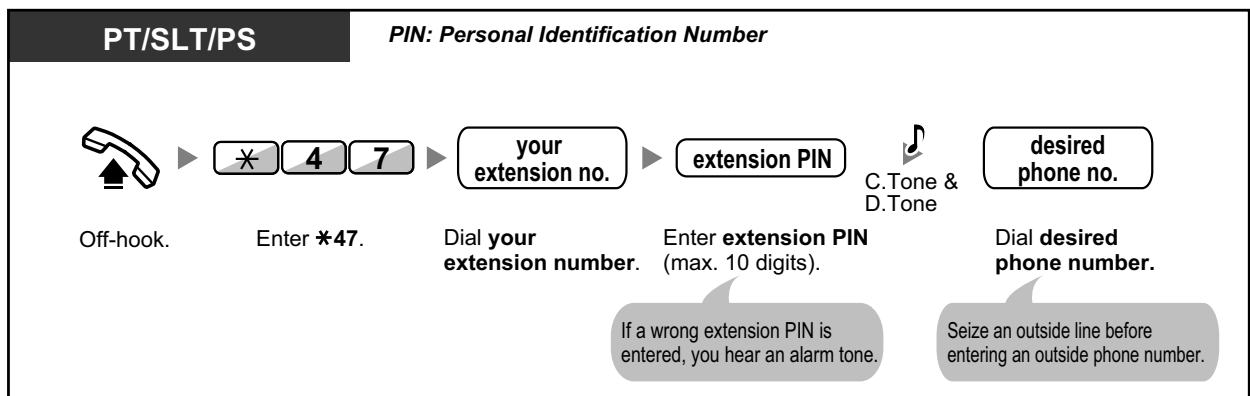 PT/SLT/PS
PIN: Personal Identification Number
✳ 4 7
your
extension no.
extension PIN
C.Tone &
D.Tone
desired
phone no.
Off-hook.
Enter ✳47.
Dial your
extension number.
Enter extension PIN
(max. 10 digits).
Dial desired
phone number.
If a wrong extension PIN is
entered, you hear an alarm tone.
Seize an outside line before
entering an outside phone number.